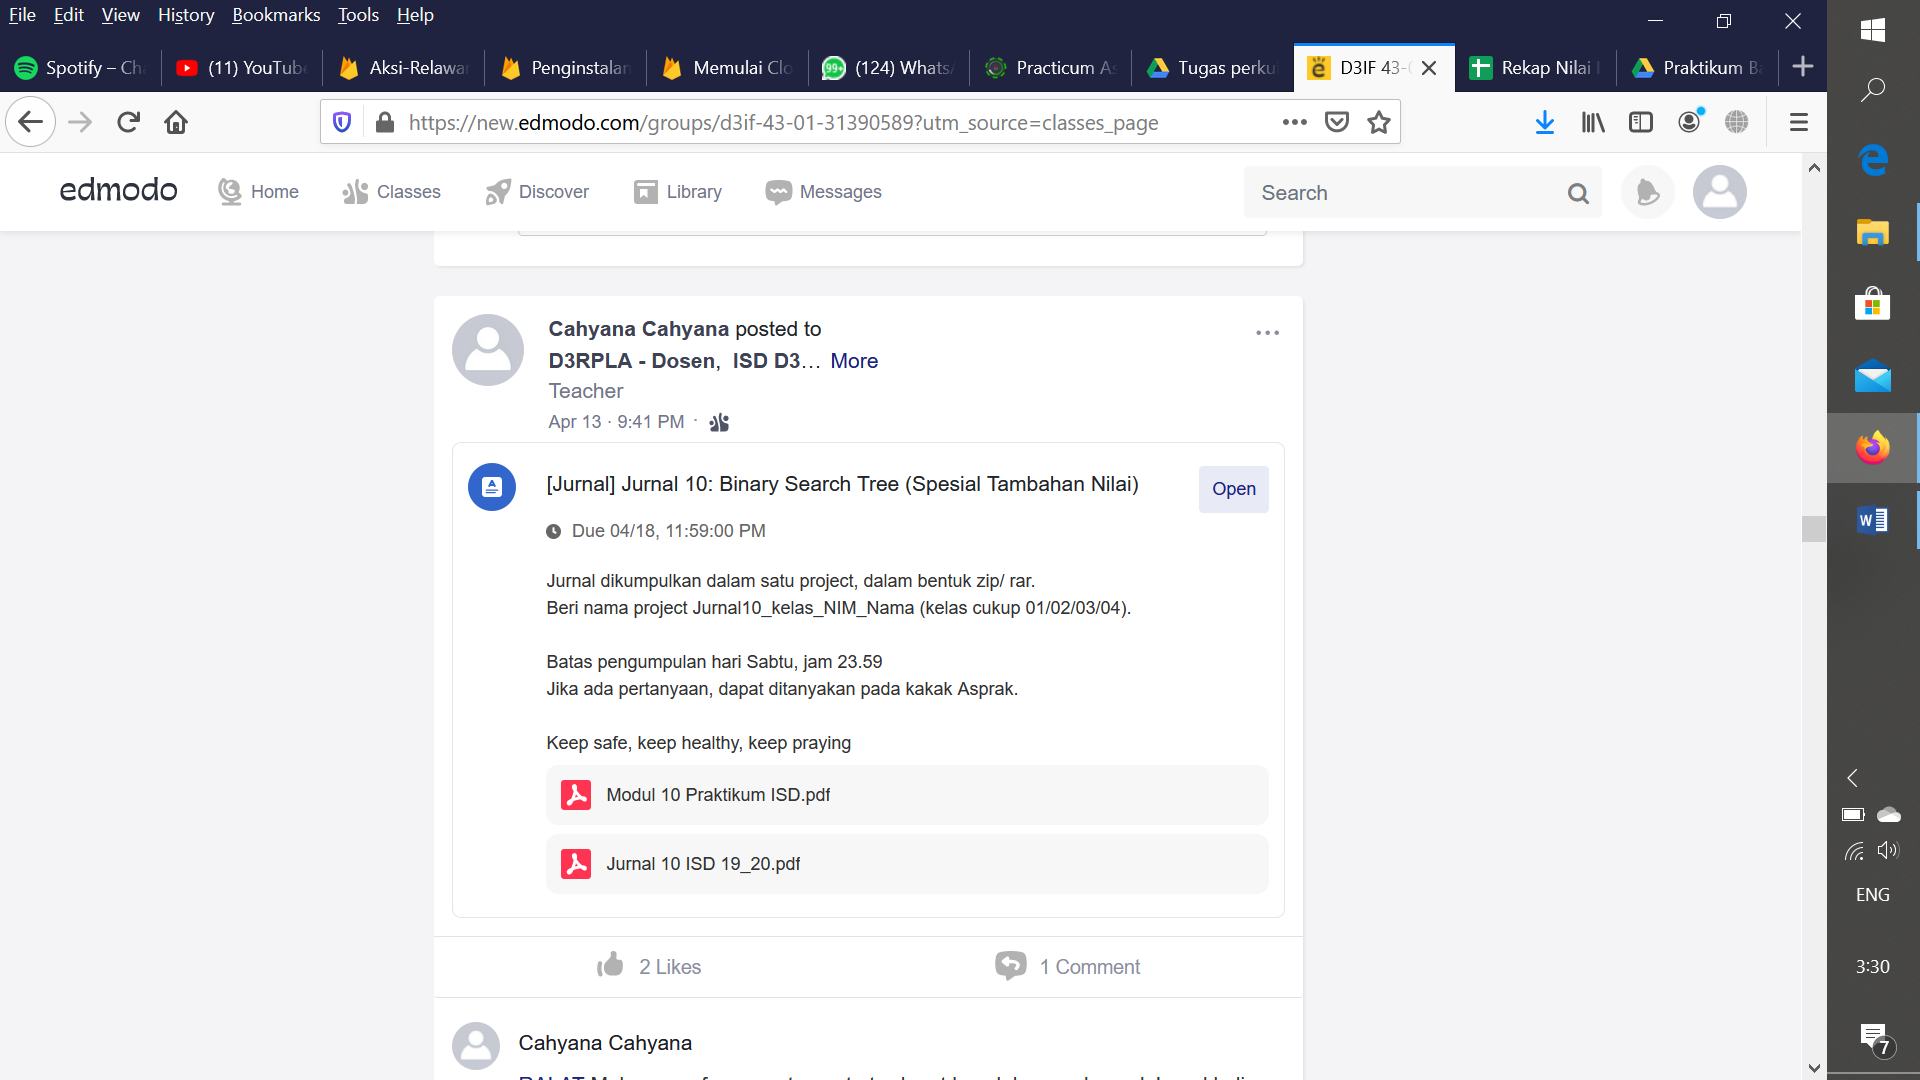 File Edit View History Bookmarks Tools Help
Spotify – Ch
(11) YouTub
Aksi-Relawar
Penginstalan
Memulai Clo
(124) Whats
Practicum As
Tugas perku
D3IF 43-
Rekap Nilai
Praktikum Ba
https://new.edmodo.com/groups/d3if-43-01-31390589?utm_source=classes_page
edmodo Home Classes Discover Library Messages Search
Cahyana Cahyana posted to
D3RPLA - Dosen, ISD D3... More
Teacher
Apr 13 · 9:41 PM ·
[Jurnal] Jurnal 10: Binary Search Tree (Spesial Tambahan Nilai)
Open
Due 04/18, 11:59:00 PM
Jurnal dikumpulkan dalam satu project, dalam bentuk zip/ rar.
Beri nama project Jurnal10_kelas_NIM_Nama (kelas cukup 01/02/03/04).
Batas pengumpulan hari Sabtu, jam 23.59
Jika ada pertanyaan, dapat ditanyakan pada kakak Asprak.
Keep safe, keep healthy, keep praying
Modul 10 Praktikum ISD.pdf
Jurnal 10 ISD 19_20.pdf
2 Likes
1 Comment
Cahyana Cahyana
ENG
3:30
7